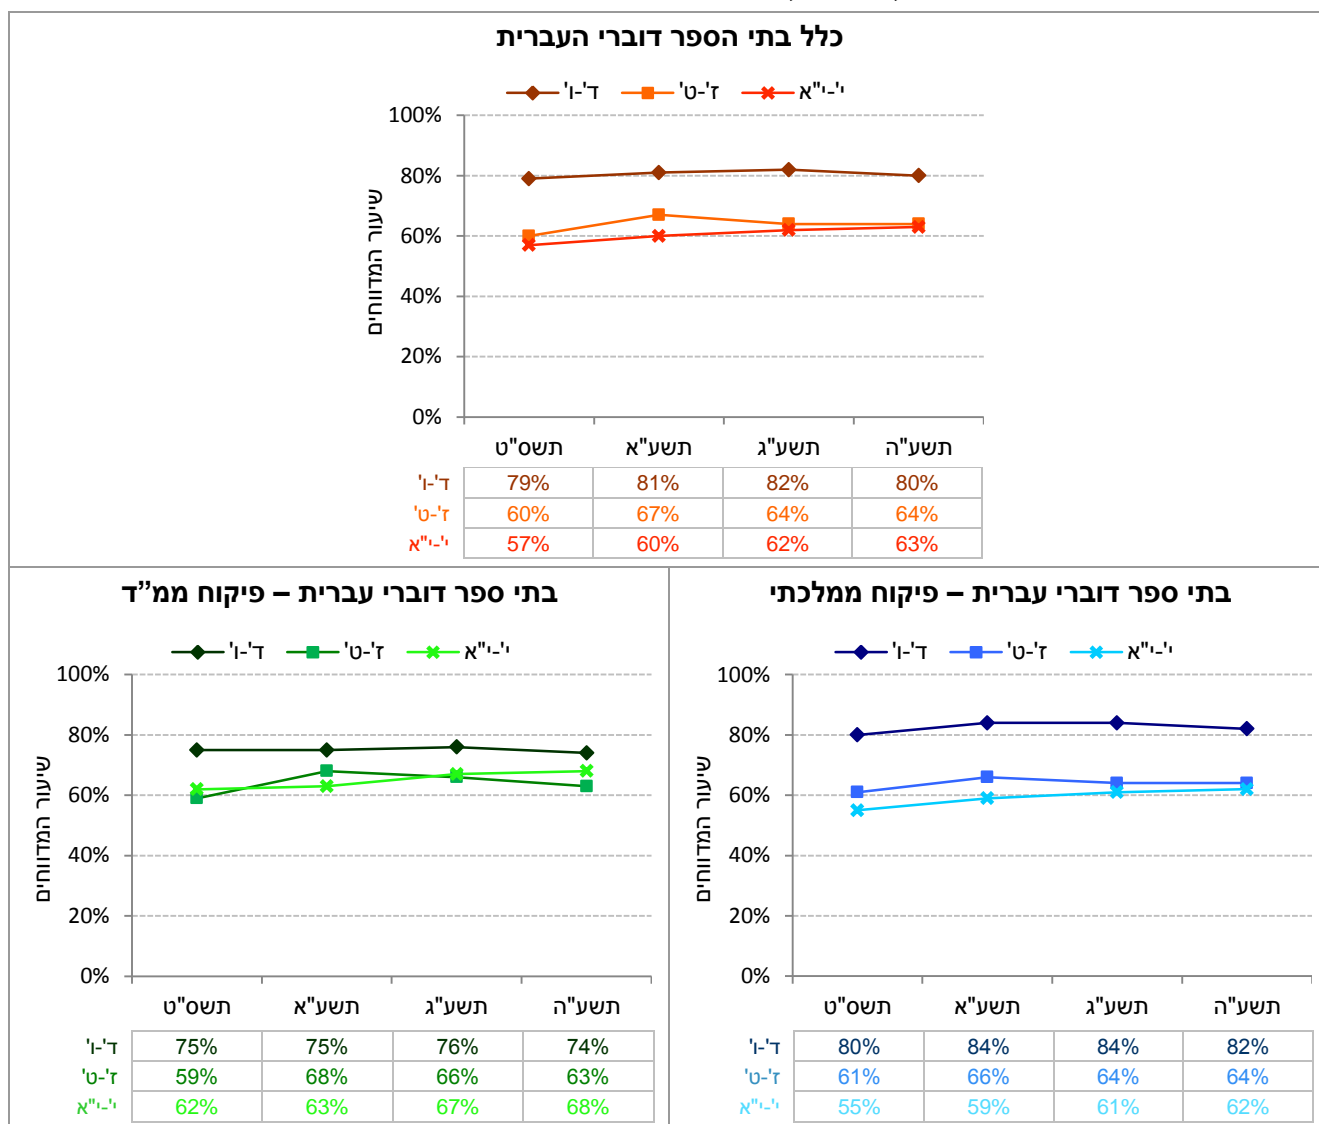 כלל בתי הספר דוברי העברית
ד'-ו' ז'-ט' י'-י"א
שיעור המדווחים
100%
80%
60%
40%
20%
0%
תשס"ט תשע"א תשע"ג תשע"ה
ד'-ו' 79% 81% 82% 80%
ז'-ט' 60% 67% 64% 64%
י'-י"א 57% 60% 62% 63%
בתי ספר דוברי עברית – פיקוח ממלכתי
ד'-ו' ז'-ט' י'-י"א
שיעור המדווחים
100%
80%
60%
40%
20%
0%
תשס"ט תשע"א תשע"ג תשע"ה
ד'-ו' 80% 84% 84% 82%
ז'-ט' 61% 66% 64% 64%
י'-י"א 55% 59% 61% 62%
בתי ספר דוברי עברית – פיקוח ממ"ד
ד'-ו' ז'-ט' י'-י"א
שיעור המדווחים
100%
80%
60%
40%
20%
0%
תשס"ט תשע"א תשע"ג תשע"ה
ד'-ו' 75% 75% 76% 74%
ז'-ט' 59% 68% 66% 63%
י'-י"א 62% 63% 67% 68%